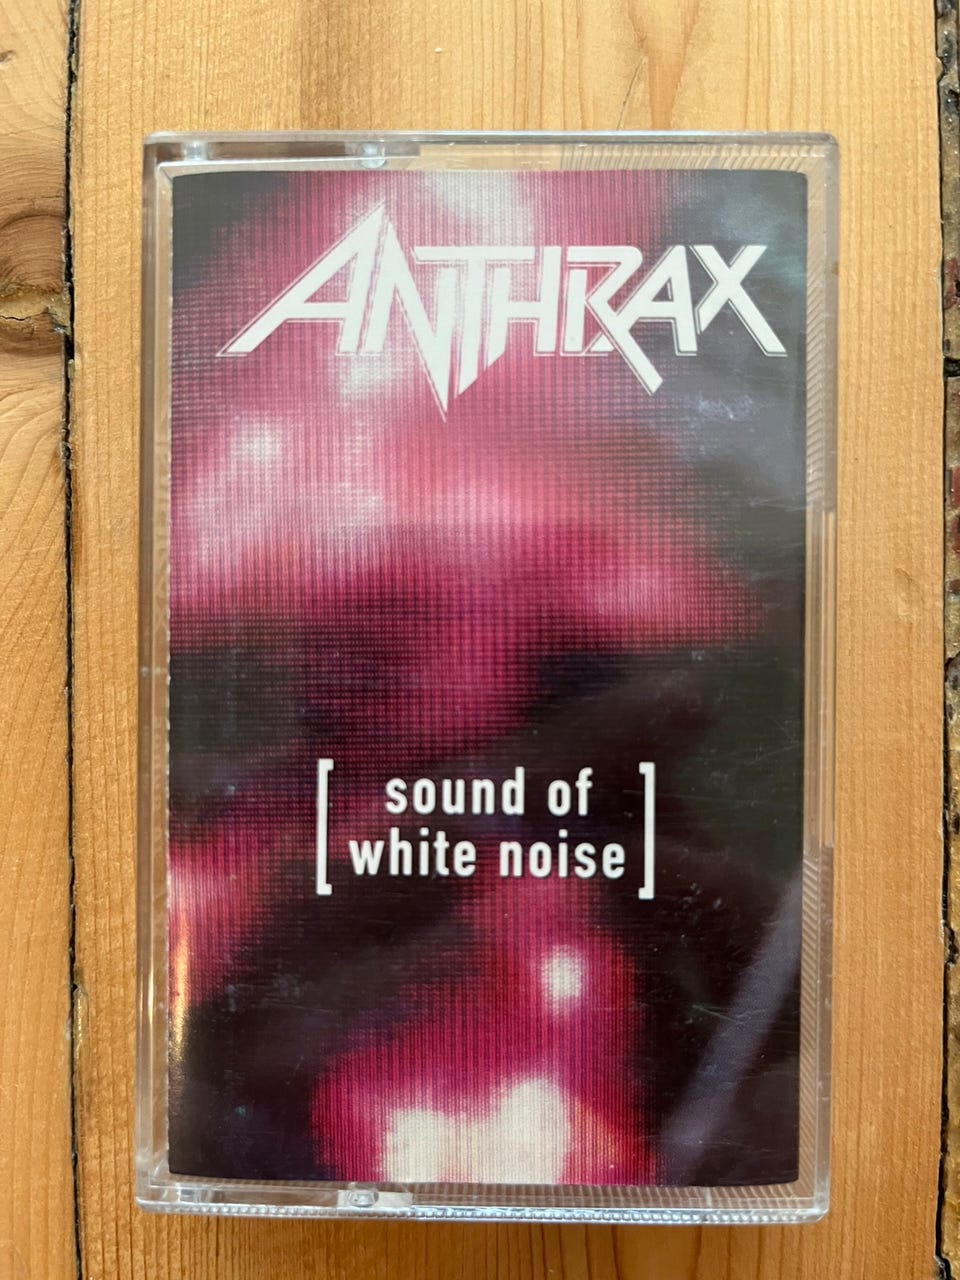 ANTHRAX
[ sound of
white noise ]